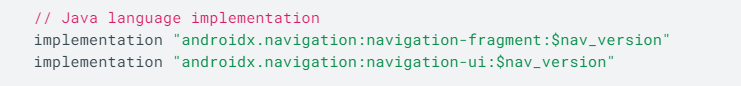 // Java language implementation
implementation "androidx.navigation:navigation-fragment:$nav_version"
implementation "androidx.navigation:navigation-ui:$nav_version"